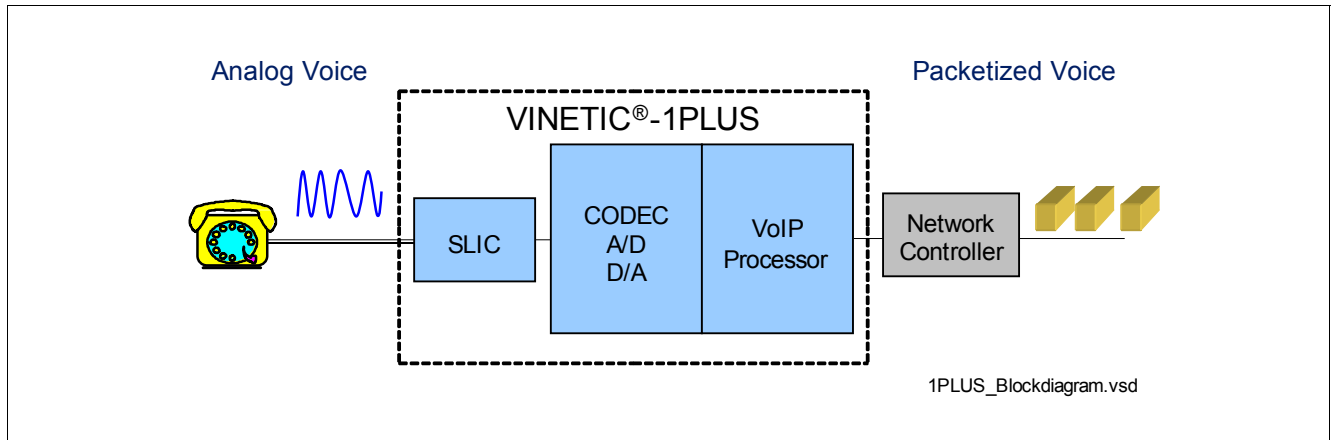 Analog Voice
Packetized Voice
VINETIC®-1PLUS
SLIC
CODEC
A/D
D/A
VoIP
Processor
Network
Controller
1PLUS_Blockdiagram.vsd